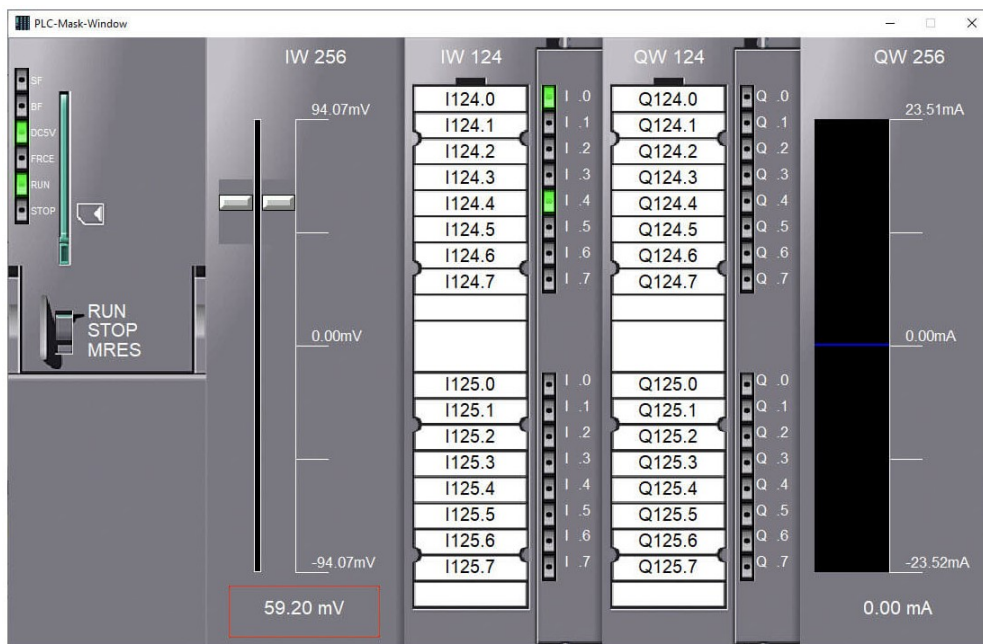 PLC-Mask-Window
SF
BF
DC5V
FRCE
RUN
STOP
RUN
STOP
MRES
IW 256
94.07mV
0.00mV
-94.07mV
59.20 mV
IW 124
I124.0
I124.1
I124.2
I124.3
I124.4
I124.5
I124.6
I124.7
I125.0
I125.1
I125.2
I125.3
I125.4
I125.5
I125.6
I125.7
I .0
I .1
I .2
I .3
I .4
I .5
I .6
I .7
I .0
I .1
I .2
I .3
I .4
I .5
I .6
I .7
QW 124
Q124.0
Q124.1
Q124.2
Q124.3
Q124.4
Q124.5
Q124.6
Q124.7
Q125.0
Q125.1
Q125.2
Q125.3
Q125.4
Q125.5
Q125.6
Q125.7
Q .0
Q .1
Q .2
Q .3
Q .4
Q .5
Q .6
Q .7
Q .0
Q .1
Q .2
Q .3
Q .4
Q .5
Q .6
Q .7
QW 256
23.51mA
0.00mA
-23.52mA
0.00 mA